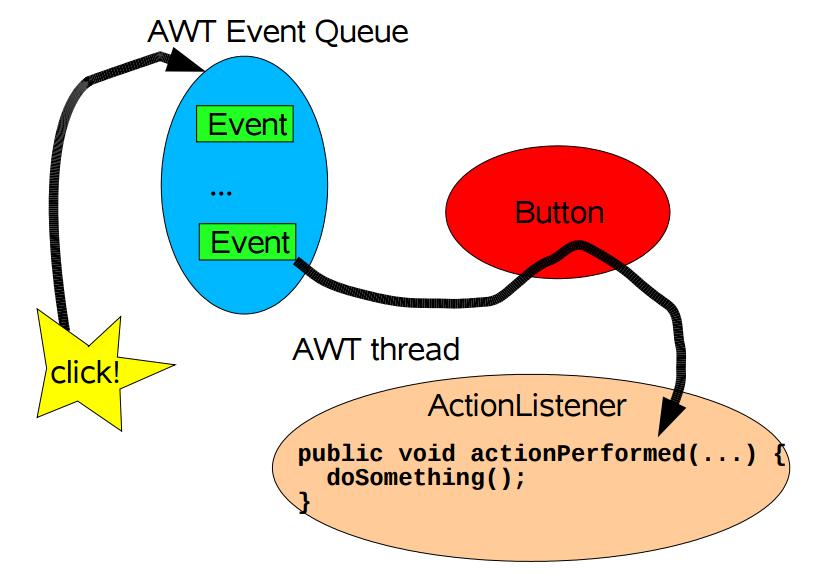 AWT Event Queue
Event
...
Event
Button
click!
AWT thread
ActionListener
public void actionPerformed(...) {
doSomething();
}